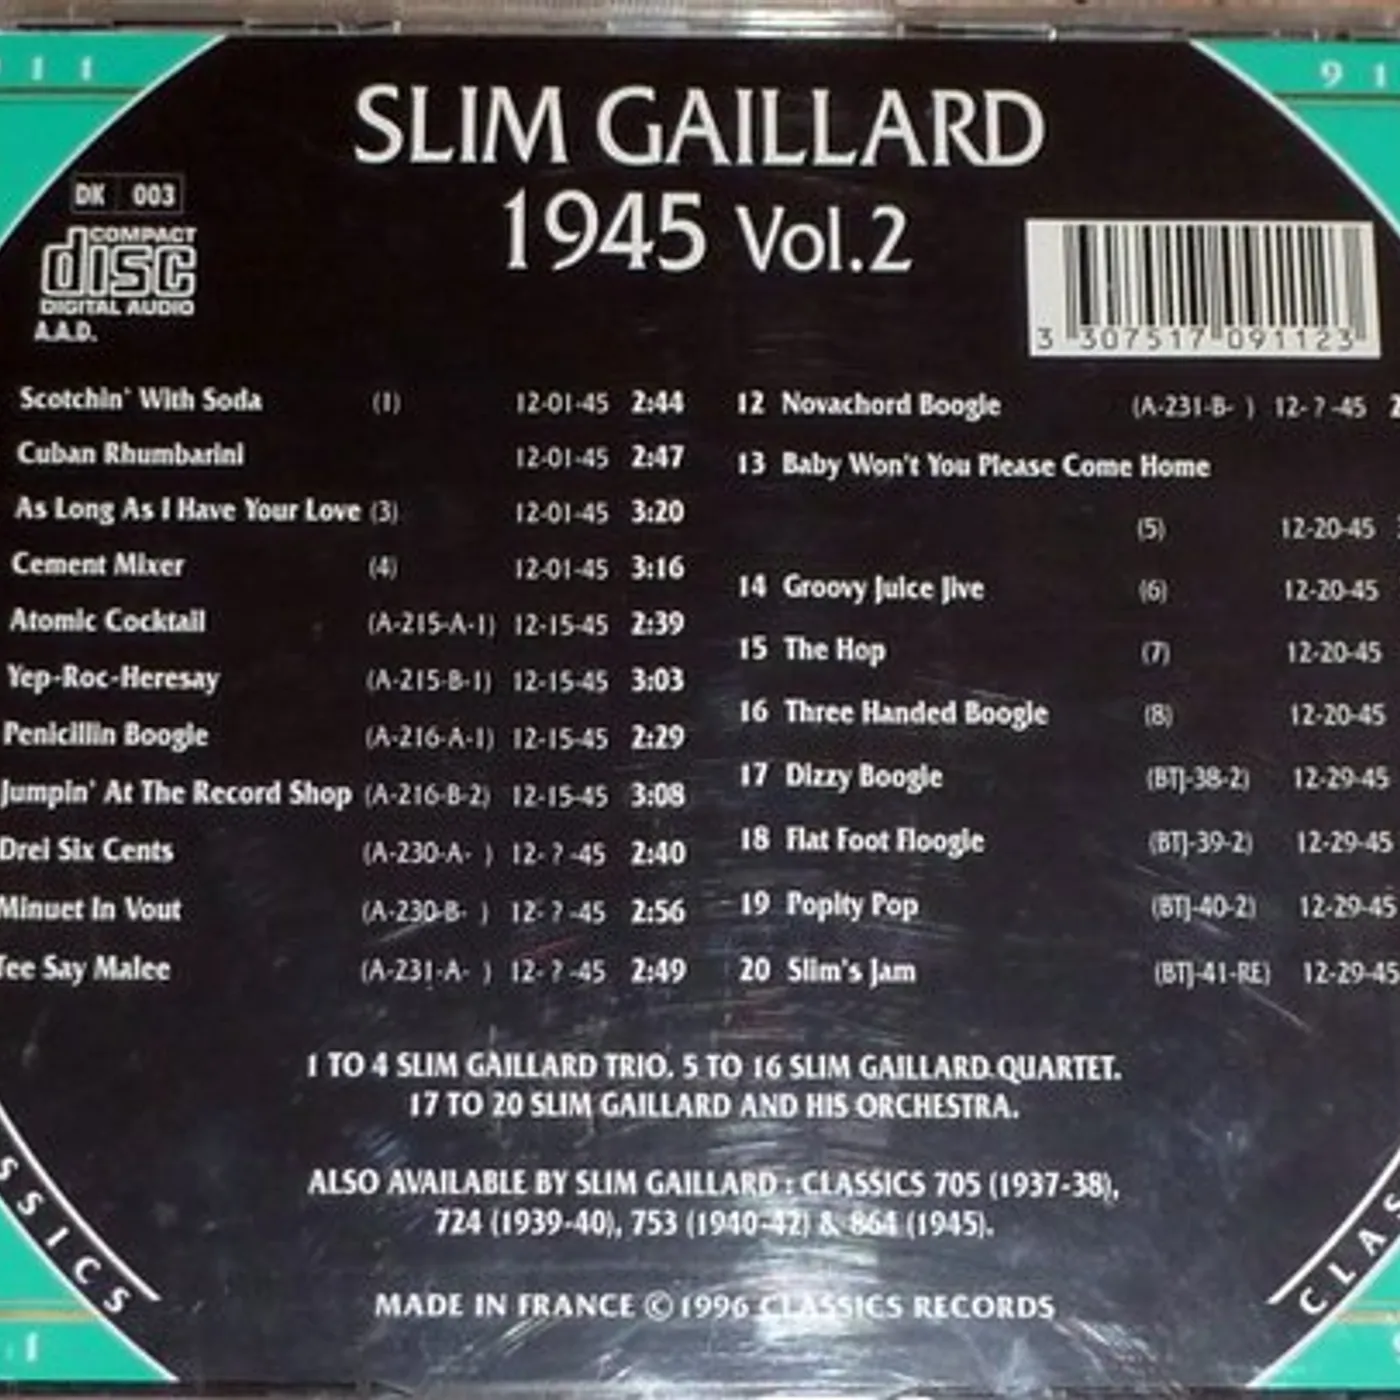 1 1
9 1
SLIM GAILLARD
1945 Vol.2
DK 003
COMPACT
disc
DIGITAL AUDIO
A.A.D.
3 307517 091123
Scotchin' With Soda (1) 12-01-45 2:44
Cuban Rhumbarini 12-01-45 2:47
As Long As I Have Your Love (3) 12-01-45 3:20
Cement Mixer (4) 12-01-45 3:16
Atomic Cocktail (A-215-A-1) 12-15-45 2:39
Yep-Roc-Heresay (A-215-B-1) 12-15-45 3:03
Penicillin Boogie (A-216-A-1) 12-15-45 2:29
Jumpin' At The Record Shop (A-216-B-2) 12-15-45 3:08
Drei Six Cents (A-230-A- ) 12- ? -45 2:40
Minuet In Vout (A-230-B- ) 12- ? -45 2:56
Tee Say Malee (A-231-A- ) 12- ? -45 2:49
12 Novachord Boogie (A-231-B- ) 12- ? -45
13 Baby Won't You Please Come Home
(5) 12-20-45
14 Groovy Juice Jive (6) 12-20-45
15 The Hop (7) 12-20-45
16 Three Handed Boogie (8) 12-20-45
17 Dizzy Boogie (BTJ-38-2) 12-29-45
18 Flat Foot Floogie (BTJ-39-2) 12-29-45
19 Popity Pop (BTJ-40-2) 12-29-45
20 Slim's Jam (BTJ-41-RE) 12-29-45
1 TO 4 SLIM GAILLARD TRIO. 5 TO 16 SLIM GAILLARD QUARTET.
17 TO 20 SLIM GAILLARD AND HIS ORCHESTRA.
ALSO AVAILABLE BY SLIM GAILLARD : CLASSICS 705 (1937-38),
724 (1939-40), 753 (1940-42) & 864 (1945).
MADE IN FRANCE © 1996 CLASSICS RECORDS
SSICS
CLAS
1